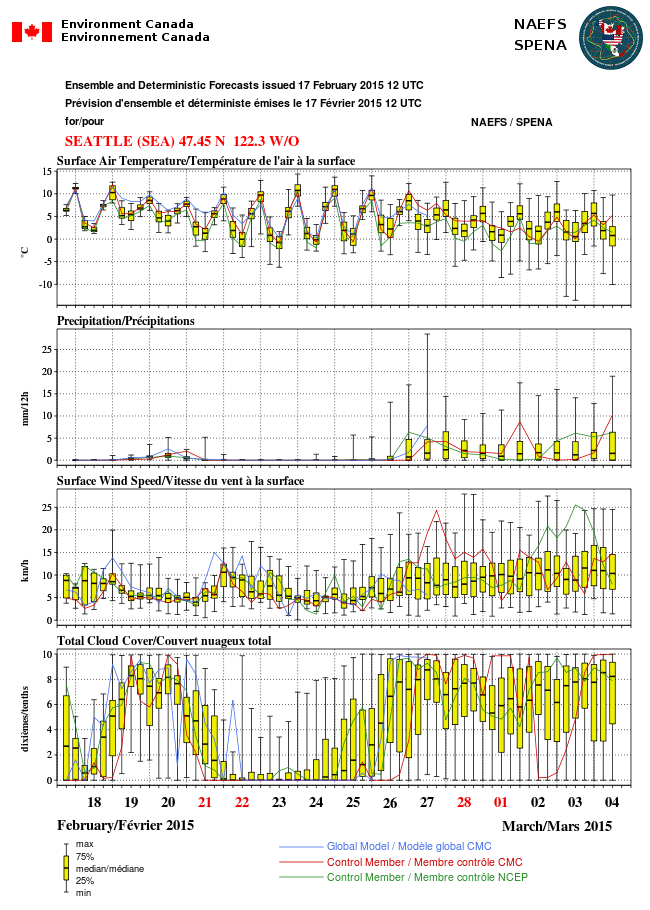 Environment Canada
Environnement Canada
NAEFS
SPENA
Ensemble and Deterministic Forecasts issued 17 February 2015 12 UTC
Prévision d'ensemble et déterministe émises le 17 Février 2015 12 UTC
for/pour
NAEFS / SPENA
SEATTLE (SEA) 47.45 N 122.3 W/O
Surface Air Temperature/Température de l'air à la surface
15
10
5
0
-5
-10
°C
Precipitation/Précipitations
25
20
15
10
5
0
mm/12h
Surface Wind Speed/Vitesse du vent à la surface
25
20
15
10
5
0
km/h
Total Cloud Cover/Couvert nuageux total
10
8
6
4
2
0
dixièmes/tenths
18 19 20 21 22 23 24 25 26 27 28 01 02 03 04
February/Février 2015
March/Mars 2015
max
75%
median/médiane
25%
min
Global Model / Modèle global CMC
Control Member / Membre contrôle CMC
Control Member / Membre contrôle NCEP